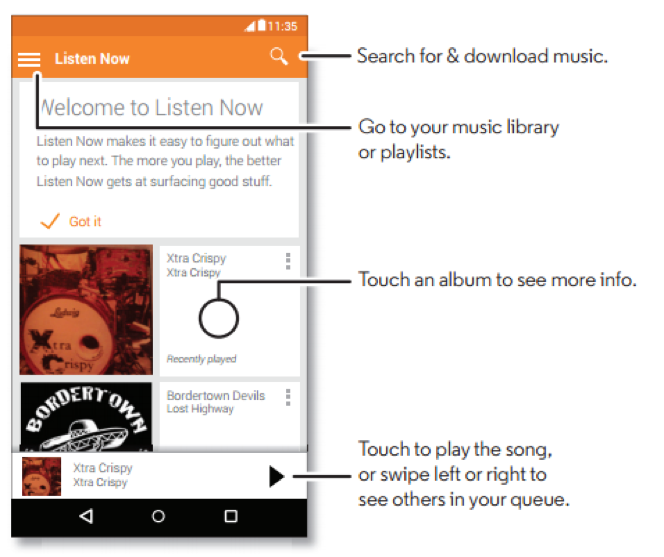 11:35
Listen Now
Search for & download music.
Welcome to Listen Now
Listen Now makes it easy to figure out what
to play next. The more you play, the better
Listen Now gets at surfacing good stuff.
Got it
Go to your music library
or playlists.
Ludwig
Xtra
Crispy
Xtra Crispy
Xtra Crispy
Recently played
Touch an album to see more info.
BORDERTOWN
Bordertown Devils
Lost Highway
Xtra Crispy
Xtra Crispy
Touch to play the song,
or swipe left or right to
see others in your queue.